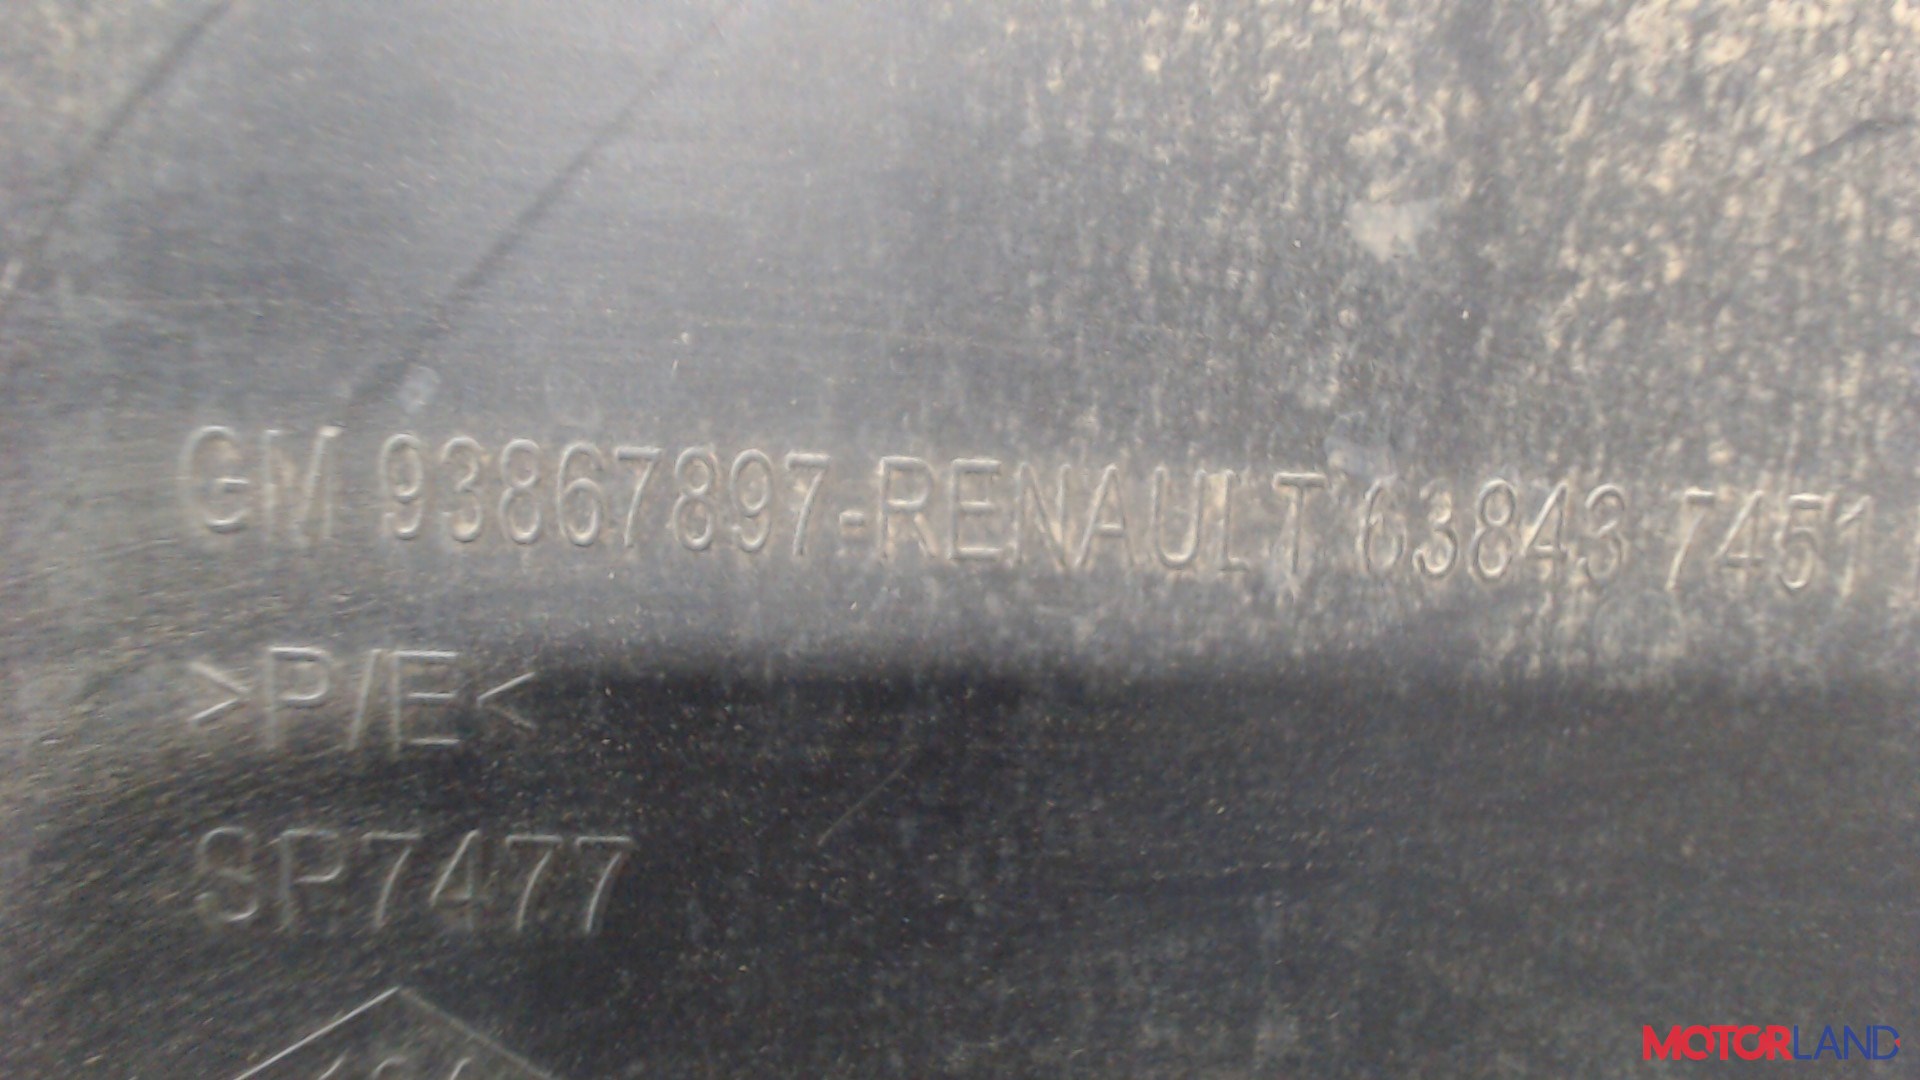 GM 93867897-RENAULT 63843 7451
>P/E<
SP7477
MOTORLAND